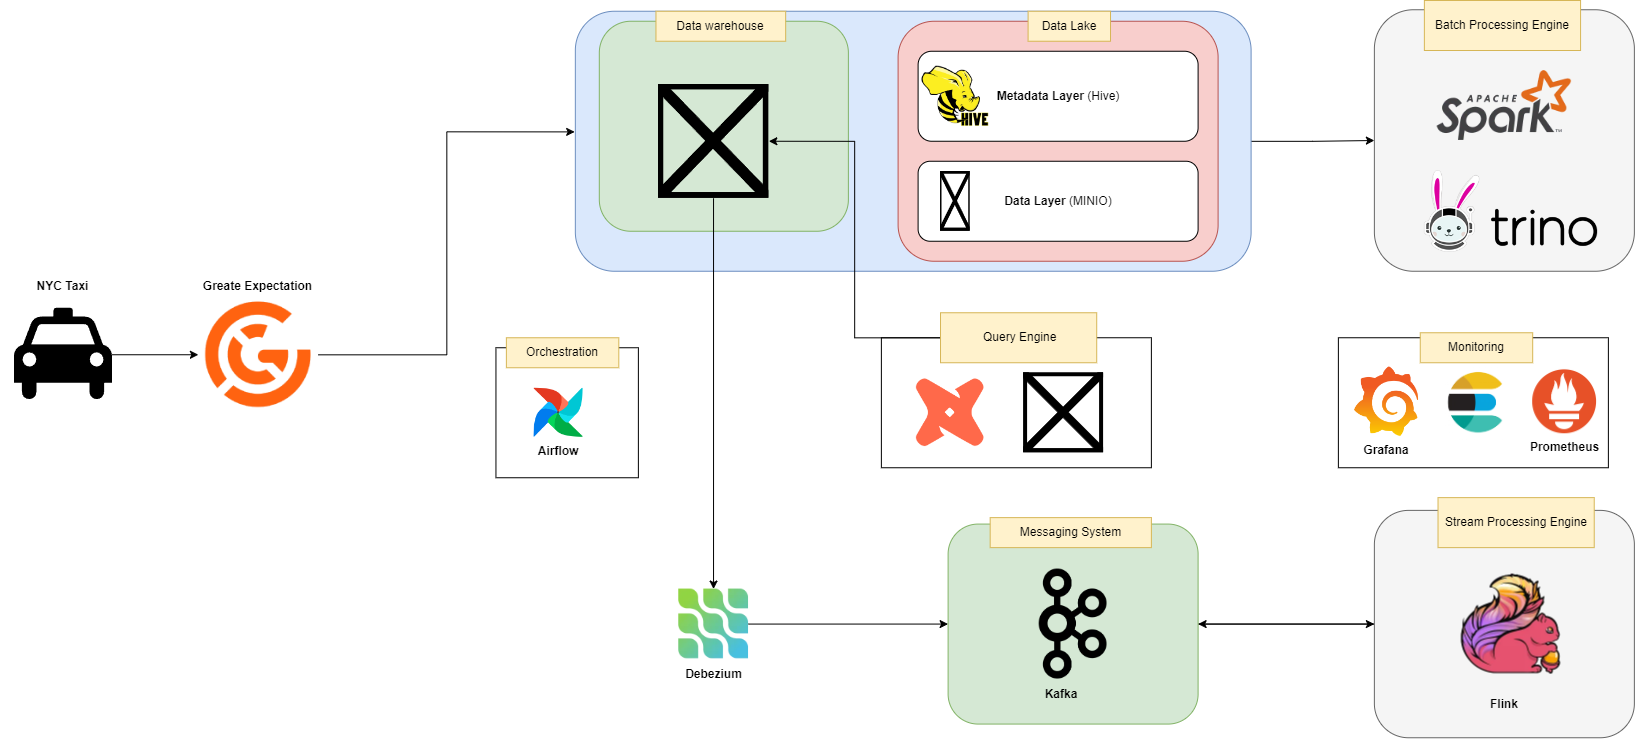 Data warehouse
Data Lake
Batch Processing Engine
HIVE
Metadata Layer (Hive)
APACHE
Spark™
Data Layer (MINIO)
trino
NYC Taxi
Greate Expectation
Orchestration
Airflow
Query Engine
Monitoring
Grafana
Prometheus
Messaging System
Stream Processing Engine
Debezium
Kafka
Flink